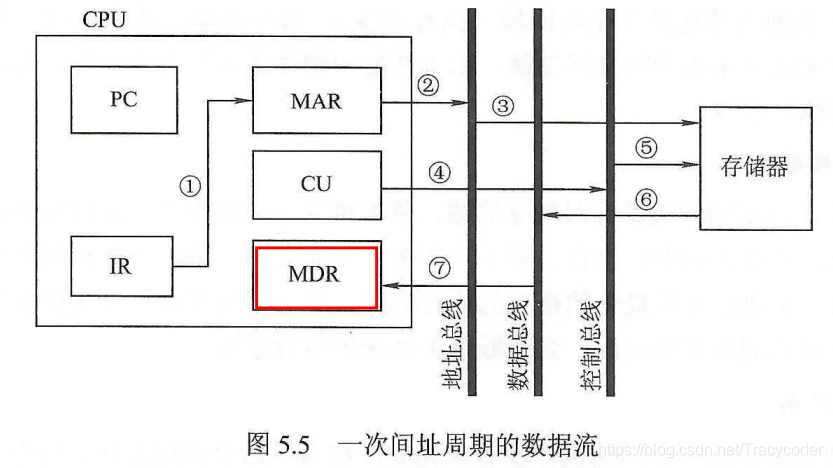 CPU
PC
MAR
②
③
①
CU
④
⑤
存储器
⑥
IR
MDR
⑦
地址总线
数据总线
控制总线
图 5.5 一次间址周期的数据流
https://blog.csdn.net/Tracycoder